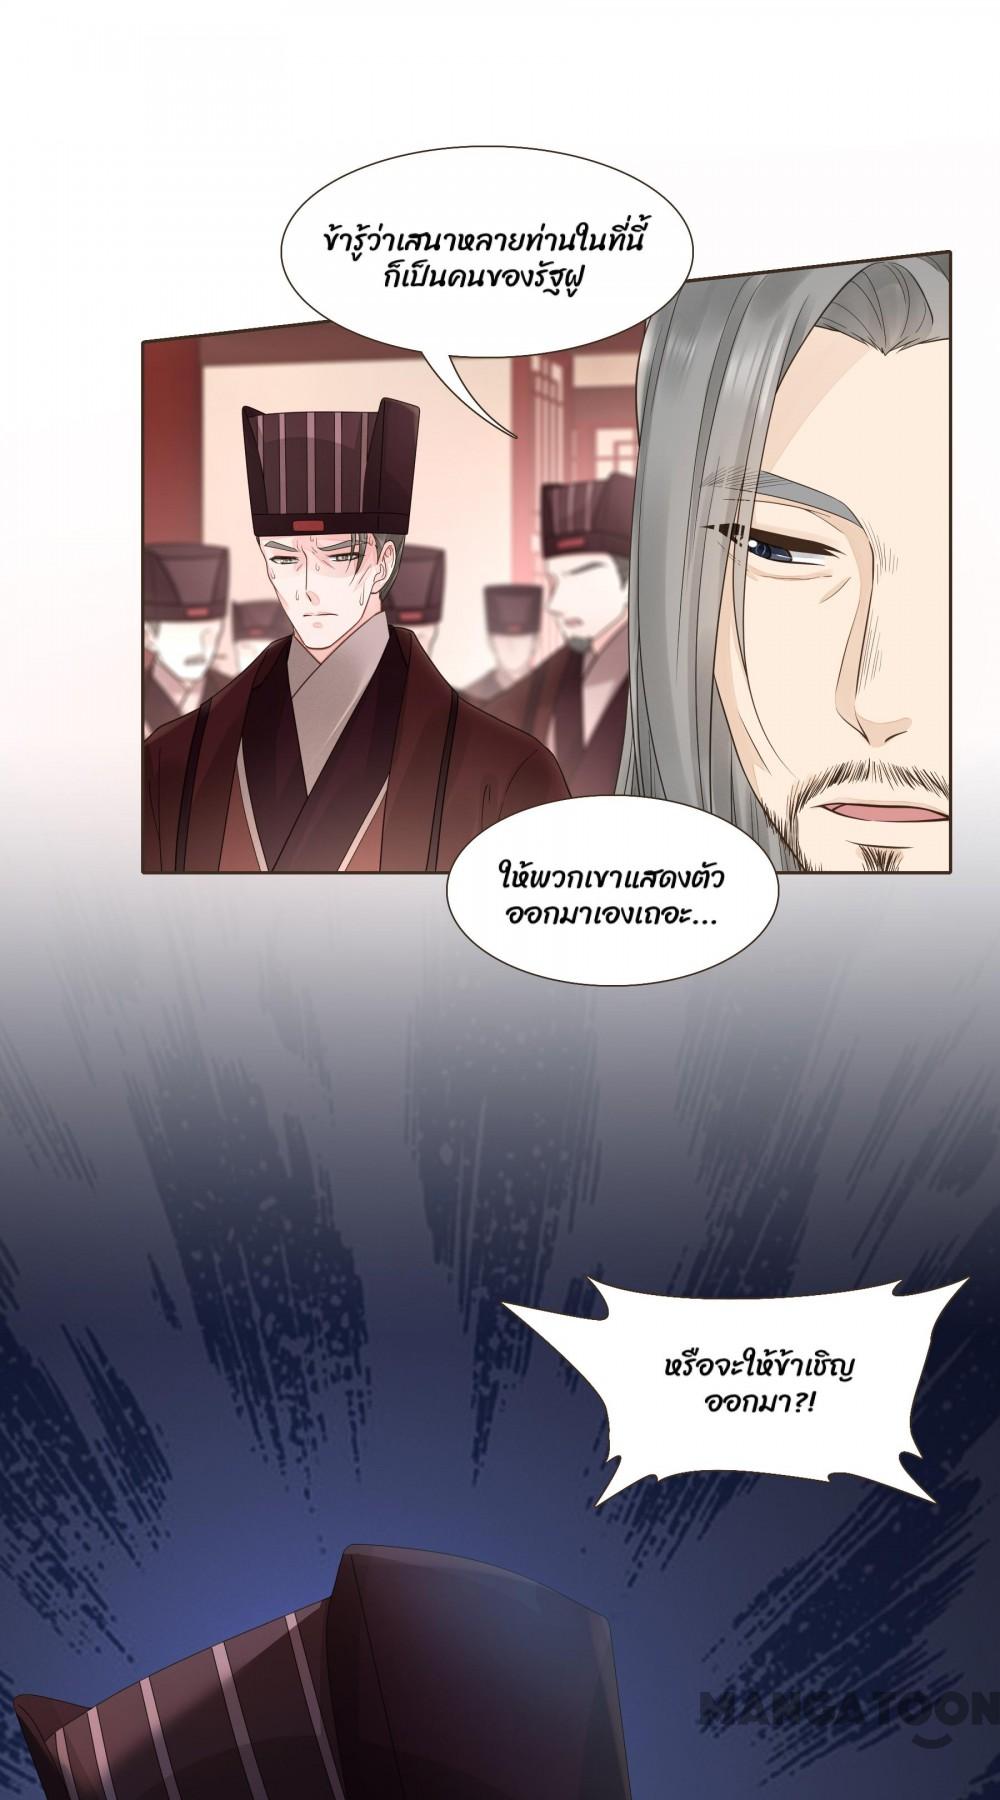 ข้ารู้ว่าเสนาหลายท่านในที่นี้
ก็เป็นคนของรัฐฝู
ให้พวกเขาแสดงตัว
ออกมาเองเถอะ...
หรือจะให้ข้าเชิญ
ออกมา?!
MANGATOON